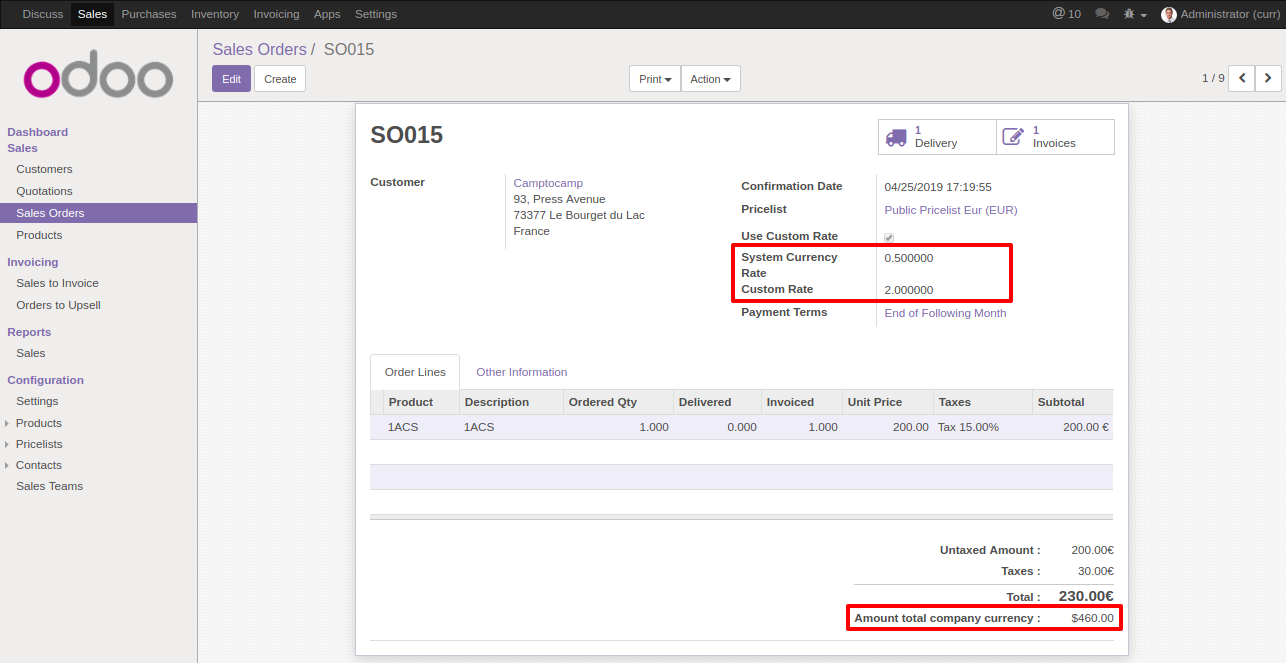 Discuss Sales Purchases Inventory Invoicing Apps Settings @ 10 Administrator (curr)
odoo
Sales Orders / SO015
Edit Create Print Action 1 / 9
Dashboard
Sales
Customers
Quotations
Sales Orders
Products
Invoicing
Sales to Invoice
Orders to Upsell
Reports
Sales
Configuration
Settings
Products
Pricelists
Contacts
Sales Teams
SO015
1 Delivery
1 Invoices
Customer Camptocamp
93, Press Avenue
73377 Le Bourget du Lac
France
Confirmation Date 04/25/2019 17:19:55
Pricelist Public Pricelist Eur (EUR)
Use Custom Rate
System Currency Rate 0.500000
Custom Rate 2.000000
Payment Terms End of Following Month
Order Lines Other Information
Product Description Ordered Qty Delivered Invoiced Unit Price Taxes Subtotal
1ACS 1ACS 1.000 0.000 1.000 200.00 Tax 15.00% 200.00 €
Untaxed Amount : 200.00€
Taxes : 30.00€
Total : 230.00€
Amount total company currency : $460.00